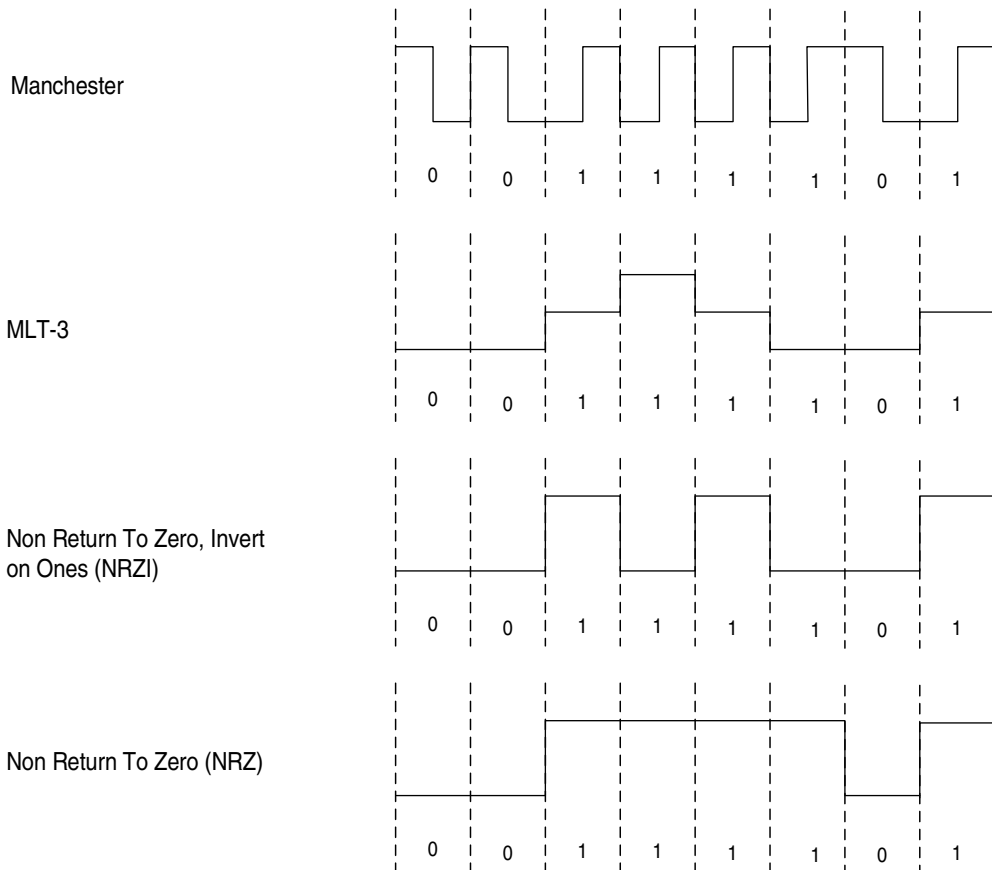 Manchester
0 0 1 1 1 1 0 1
MLT-3
0 0 1 1 1 1 0 1
Non Return To Zero, Invert
on Ones (NRZI)
0 0 1 1 1 1 0 1
Non Return To Zero (NRZ)
0 0 1 1 1 1 0 1